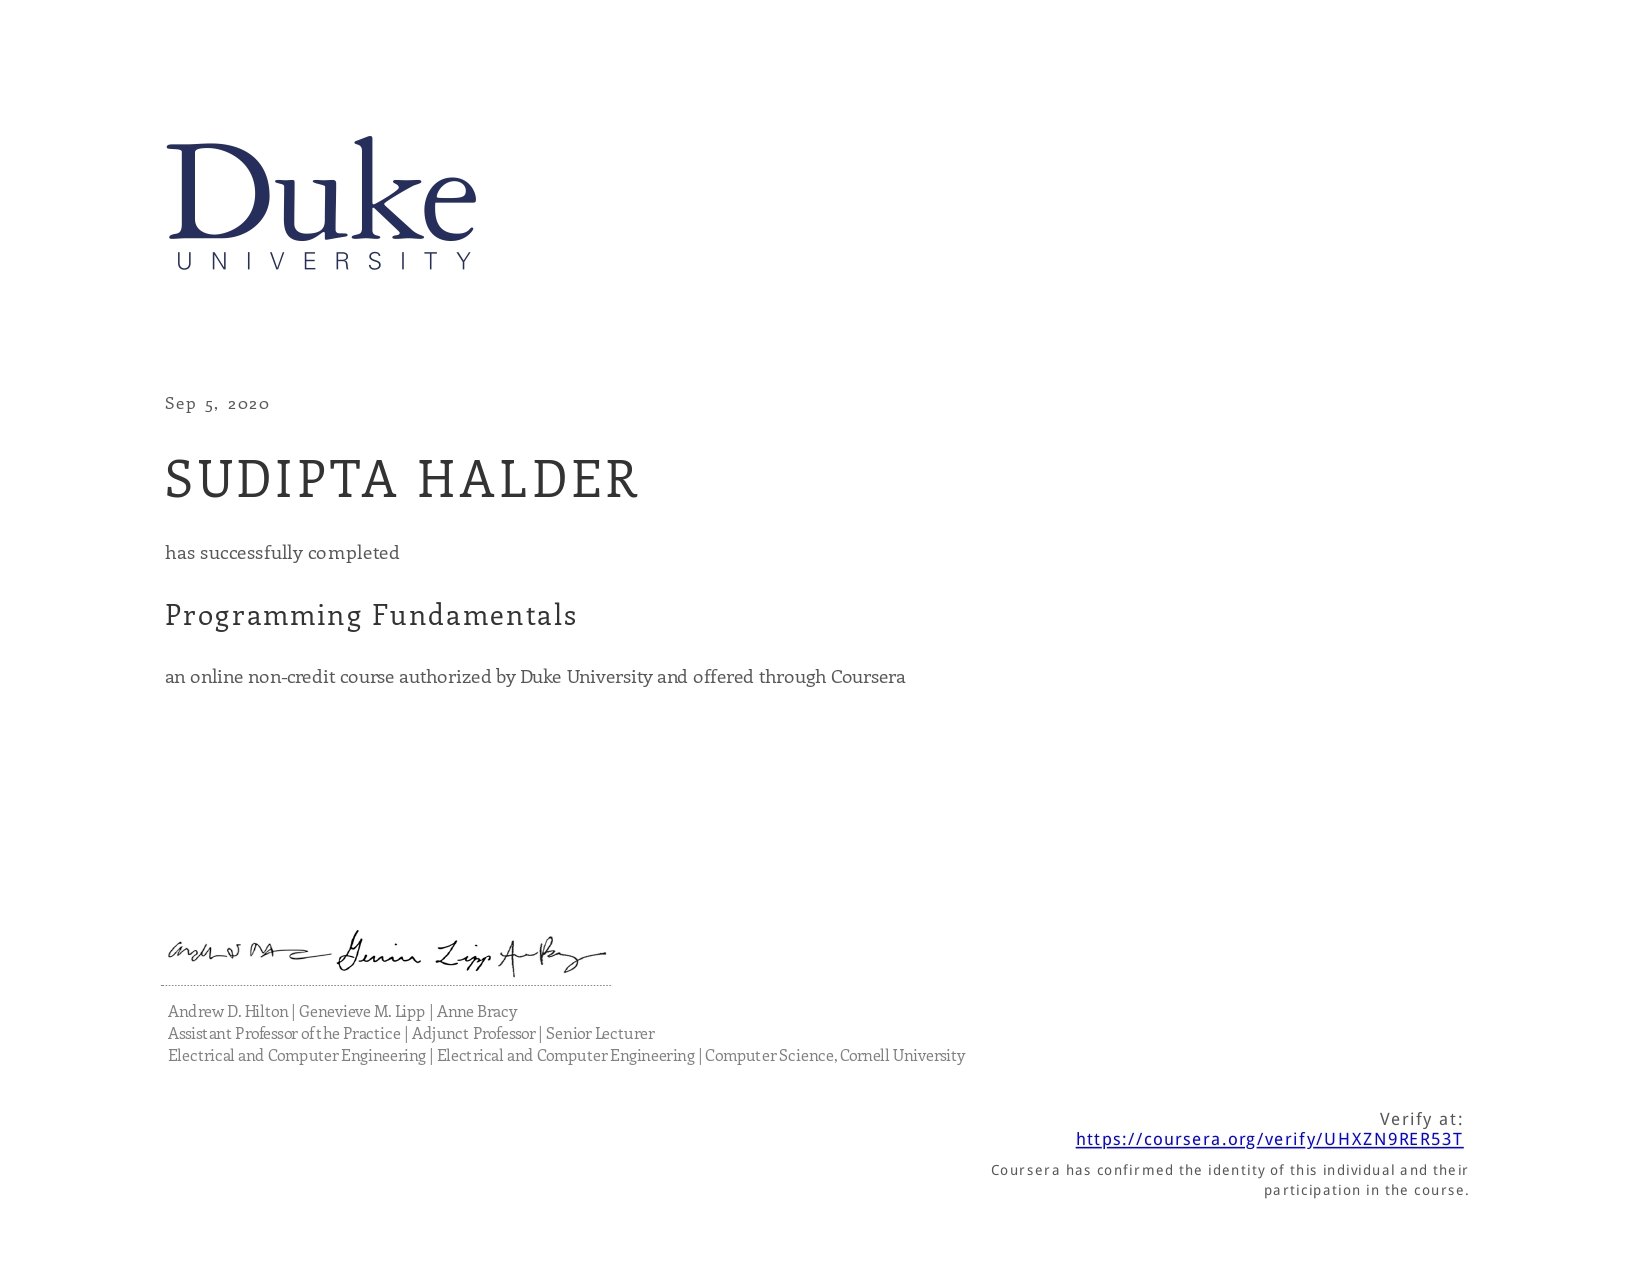 Duke
UNIVERSITY
Sep 5, 2020
SUDIPTA HALDER
has successfully completed
Programming Fundamentals
an online non-credit course authorized by Duke University and offered through Coursera
Andrew D. Hilton | Genevieve M. Lipp | Anne Bracy
Assistant Professor of the Practice | Adjunct Professor | Senior Lecturer
Electrical and Computer Engineering | Electrical and Computer Engineering | Computer Science, Cornell University
Verify at:
https://coursera.org/verify/UHXZN9RER53T
Coursera has confirmed the identity of this individual and their
participation in the course.